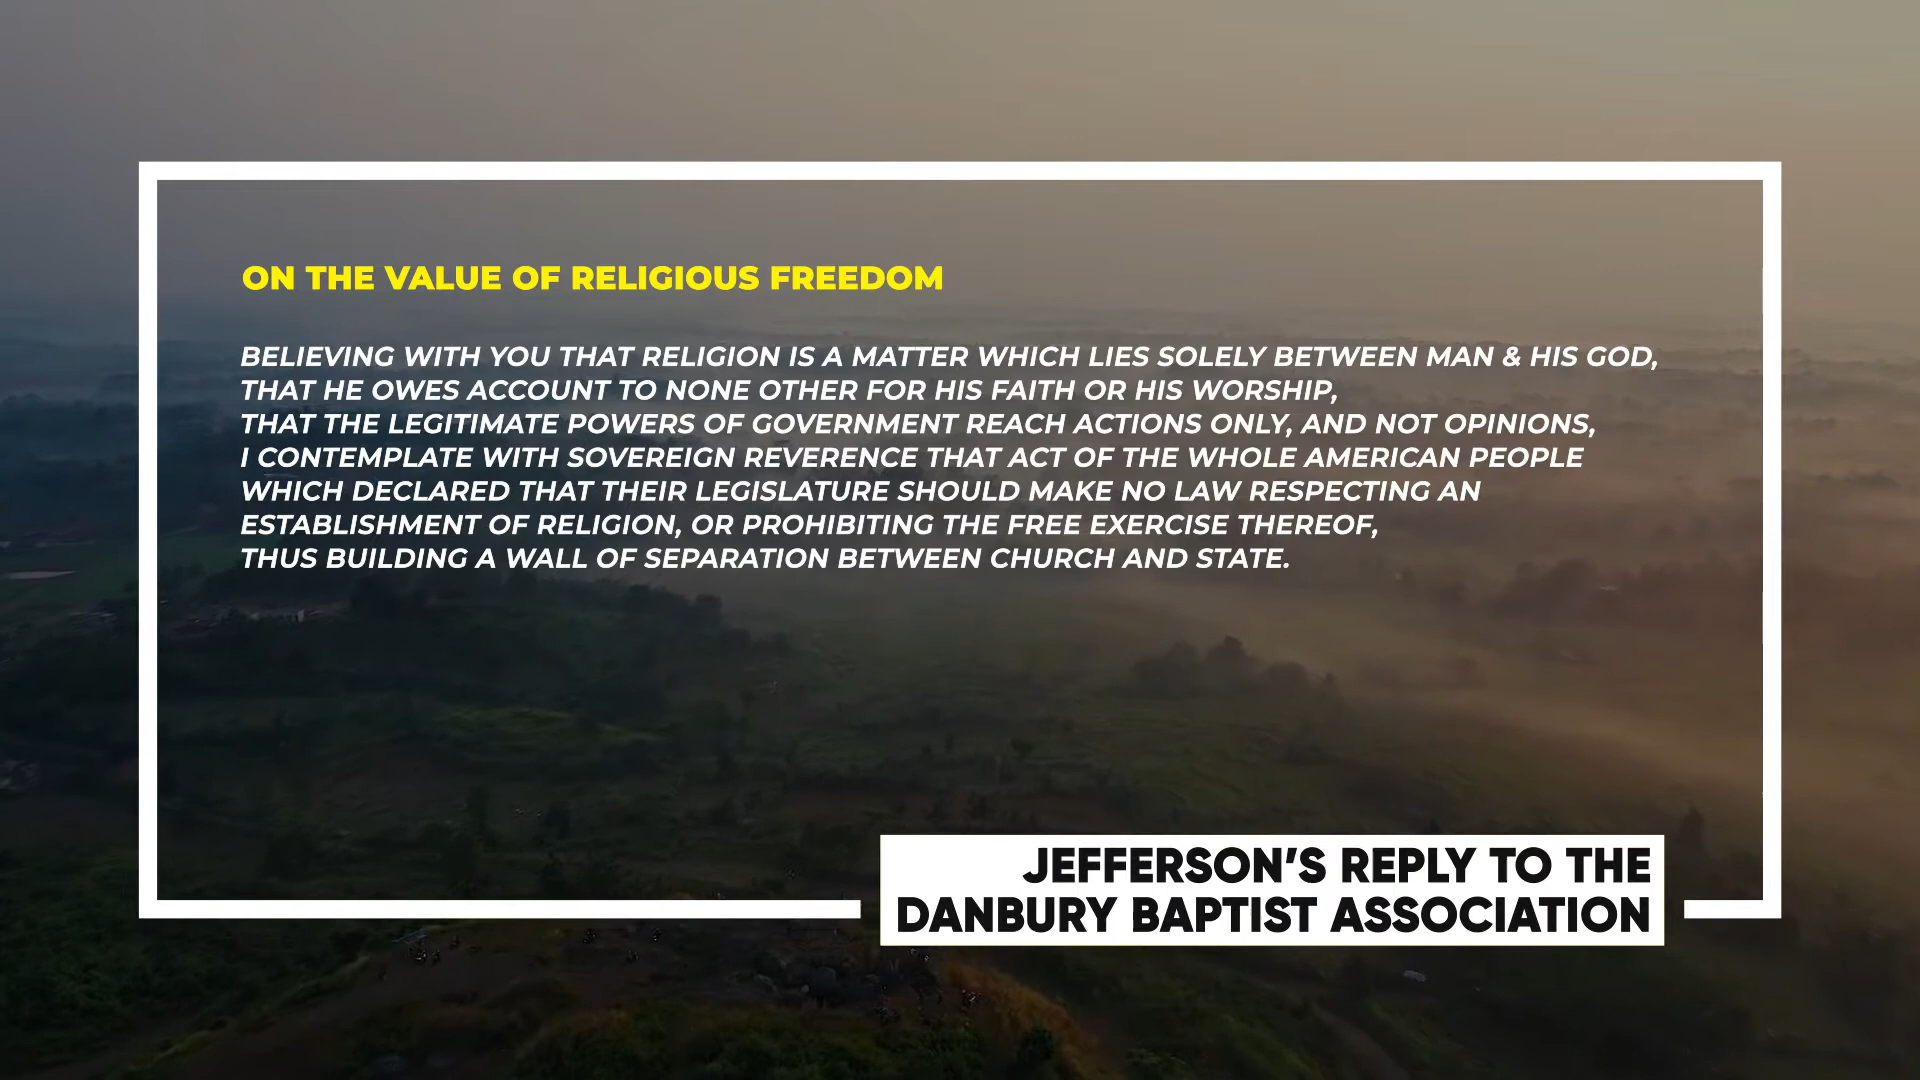 ON THE VALUE OF RELIGIOUS FREEDOM
BELIEVING WITH YOU THAT RELIGION IS A MATTER WHICH LIES SOLELY BETWEEN MAN & HIS GOD,
THAT HE OWES ACCOUNT TO NONE OTHER FOR HIS FAITH OR HIS WORSHIP,
THAT THE LEGITIMATE POWERS OF GOVERNMENT REACH ACTIONS ONLY, AND NOT OPINIONS,
I CONTEMPLATE WITH SOVEREIGN REVERENCE THAT ACT OF THE WHOLE AMERICAN PEOPLE
WHICH DECLARED THAT THEIR LEGISLATURE SHOULD MAKE NO LAW RESPECTING AN
ESTABLISHMENT OF RELIGION, OR PROHIBITING THE FREE EXERCISE THEREOF,
THUS BUILDING A WALL OF SEPARATION BETWEEN CHURCH AND STATE.
JEFFERSON'S REPLY TO THE
DANBURY BAPTIST ASSOCIATION